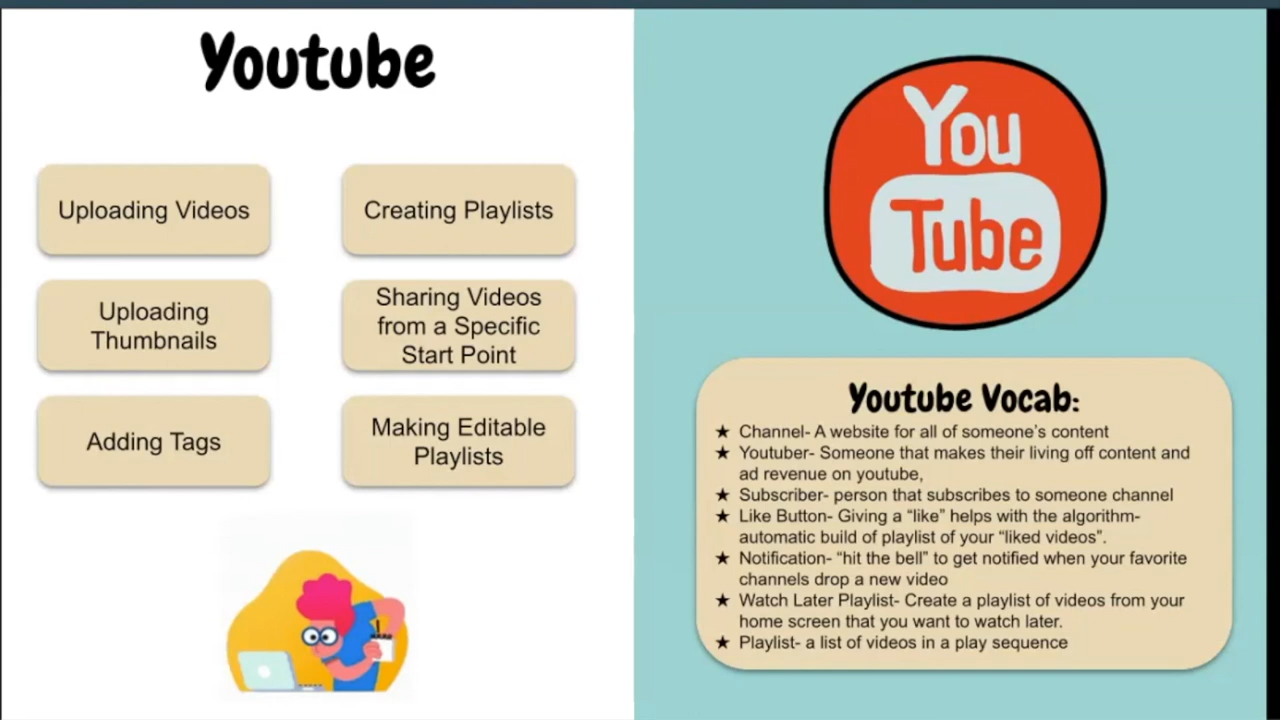 Youtube
Uploading Videos
Creating Playlists
Uploading
Thumbnails
Sharing Videos
from a Specific
Start Point
Adding Tags
Making Editable
Playlists
You
Tube
Youtube Vocab:
★ Channel- A website for all of someone’s content
★ Youtuber- Someone that makes their living off content and
ad revenue on youtube,
★ Subscriber- person that subscribes to someone channel
★ Like Button- Giving a “like” helps with the algorithm-
automatic build of playlist of your “liked videos”.
★ Notification- “hit the bell” to get notified when your favorite
channels drop a new video
★ Watch Later Playlist- Create a playlist of videos from your
home screen that you want to watch later.
★ Playlist- a list of videos in a play sequence